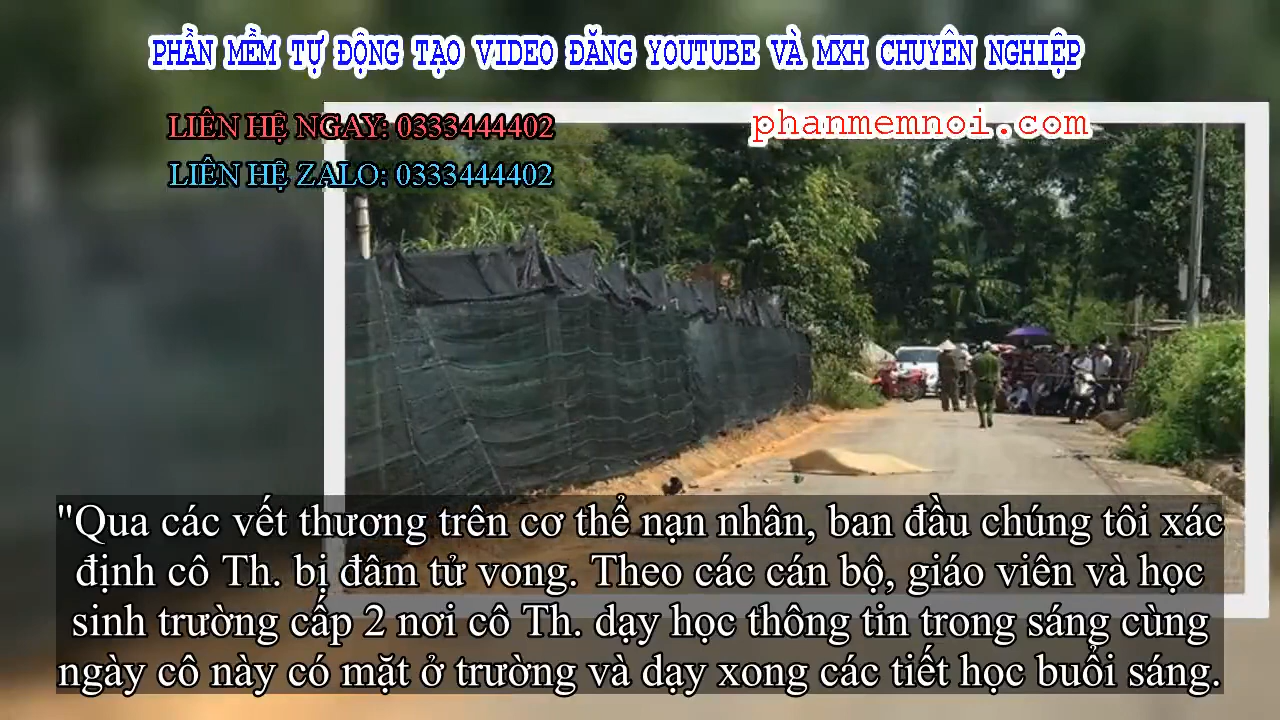 PHẦN MỀM TỰ ĐỘNG TẠO VIDEO ĐĂNG YOUTUBE VÀ MXH CHUYÊN NGHIỆP
LIÊN HỆ NGAY: 0333444402
phanmemnoi.com
LIÊN HỆ ZALO: 0333444402
"Qua các vết thương trên cơ thể nạn nhân, ban đầu chúng tôi xác
định cô Th. bị đâm tử vong. Theo các cán bộ, giáo viên và học
sinh trường cấp 2 nơi cô Th. dạy học thông tin trong sáng cùng
ngày cô này có mặt ở trường và dạy xong các tiết học buổi sáng.